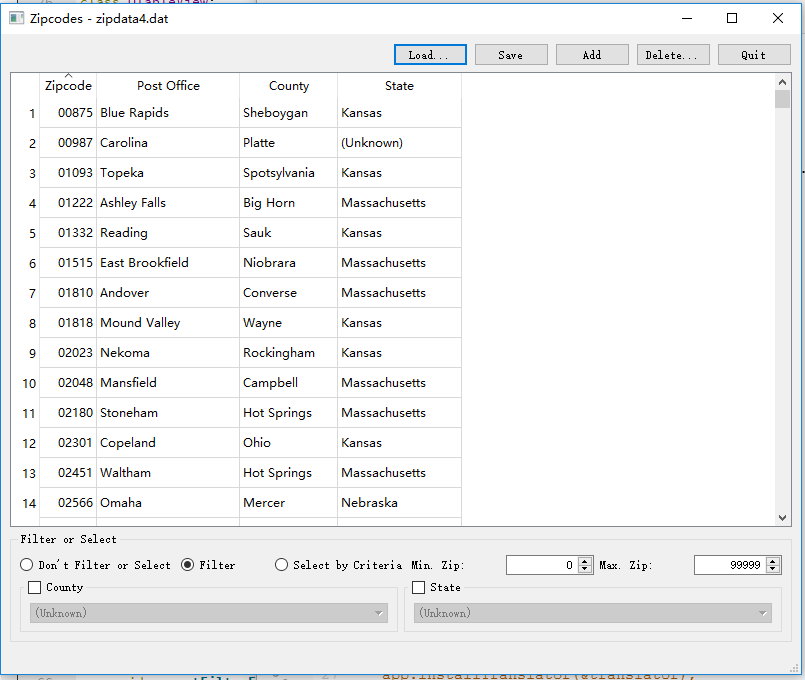 Zipcodes - zipdata4.dat
Load... Save Add Delete... Quit
Zipcode Post Office County State
1 00875 Blue Rapids Sheboygan Kansas
2 00987 Carolina Platte (Unknown)
3 01093 Topeka Spotsylvania Kansas
4 01222 Ashley Falls Big Horn Massachusetts
5 01332 Reading Sauk Kansas
6 01515 East Brookfield Niobrara Massachusetts
7 01810 Andover Converse Massachusetts
8 01818 Mound Valley Wayne Kansas
9 02023 Nekoma Rockingham Kansas
10 02048 Mansfield Campbell Massachusetts
11 02180 Stoneham Hot Springs Massachusetts
12 02301 Copeland Ohio Kansas
13 02451 Waltham Hot Springs Massachusetts
14 02566 Omaha Mercer Nebraska
Filter or Select
Don't Filter or Select Filter Select by Criteria Min. Zip: 0 Max. Zip: 99999
County State
(Unknown) (Unknown)